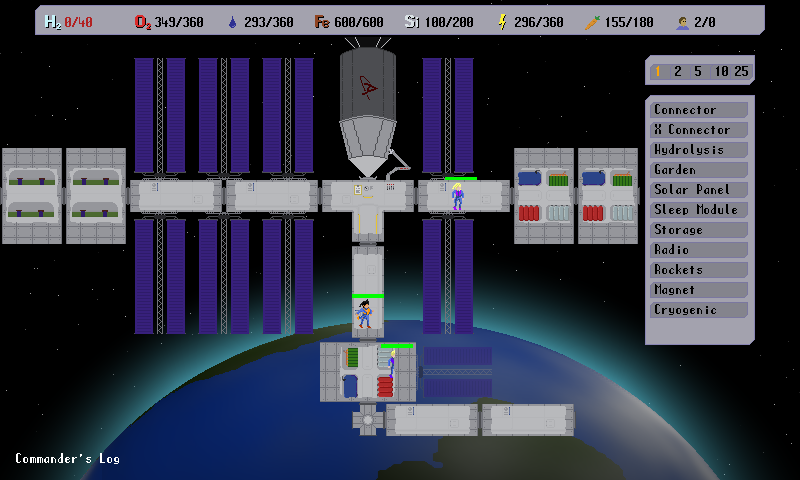 H2 0/40 O2 349/360 293/360 Fe 600/600 Si 100/200 296/360 155/180 2/0
1 2 5 10 25
Connector
X Connector
Hydrolysis
Garden
Solar Panel
Sleep Module
Storage
Radio
Rockets
Magnet
Cryogenic
Commander's Log